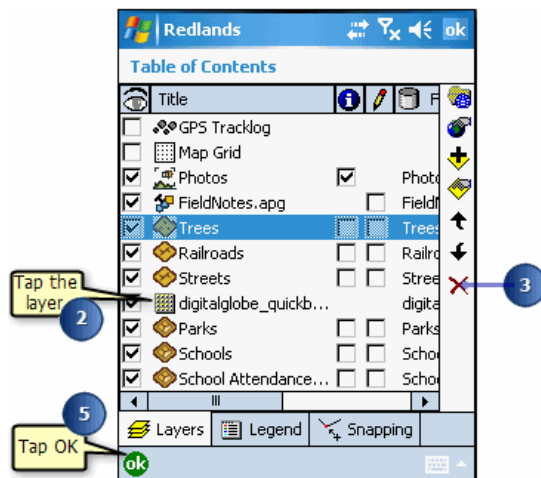 Redlands
ok
Table of Contents
Title
F
GPS Tracklog
Map Grid
Photos
Photo
FieldNotes.apg
Field
Trees
Trees
Railroads
Railro
Streets
Stree
digitalglobe_quickb...
digita
Parks
Parks
Schools
Schoo
School Attendance...
Schoo
Tap the
layer
2
3
Layers
Legend
Snapping
5
Tap OK
ok